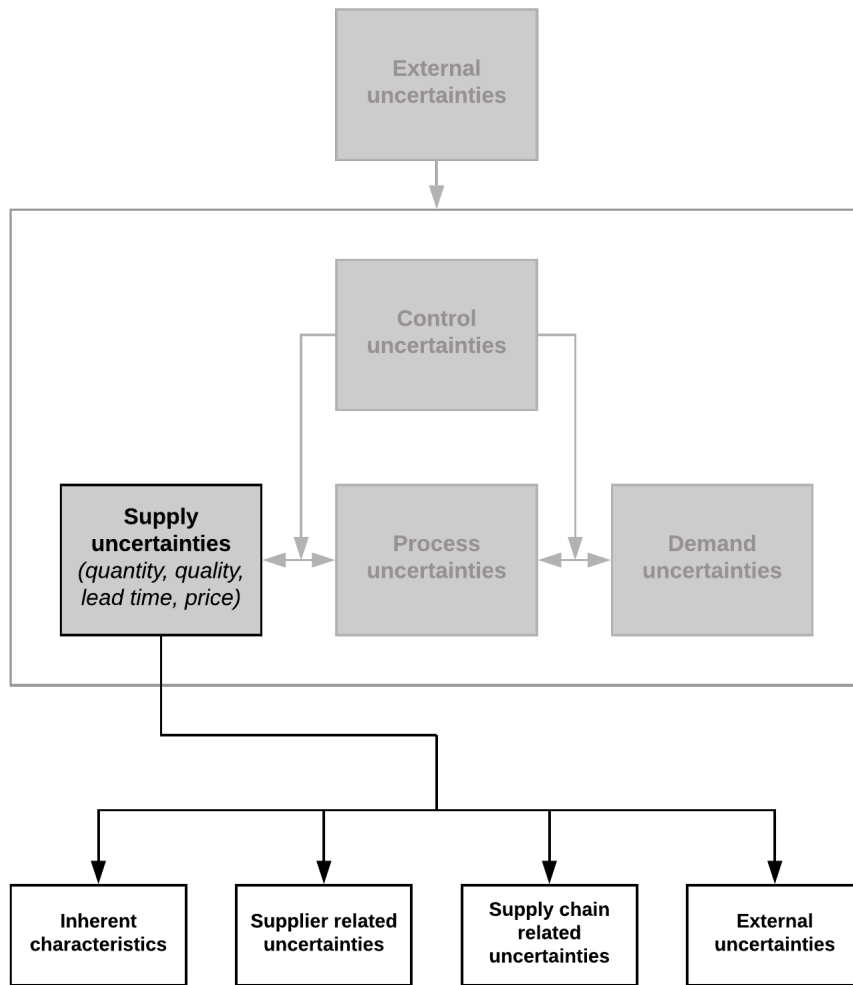 External
uncertainties
Control
uncertainties
Supply
uncertainties
(quantity, quality,
lead time, price)
Process
uncertainties
Demand
uncertainties
Inherent
characteristics
Supplier related
uncertainties
Supply chain
related
uncertainties
External
uncertainties